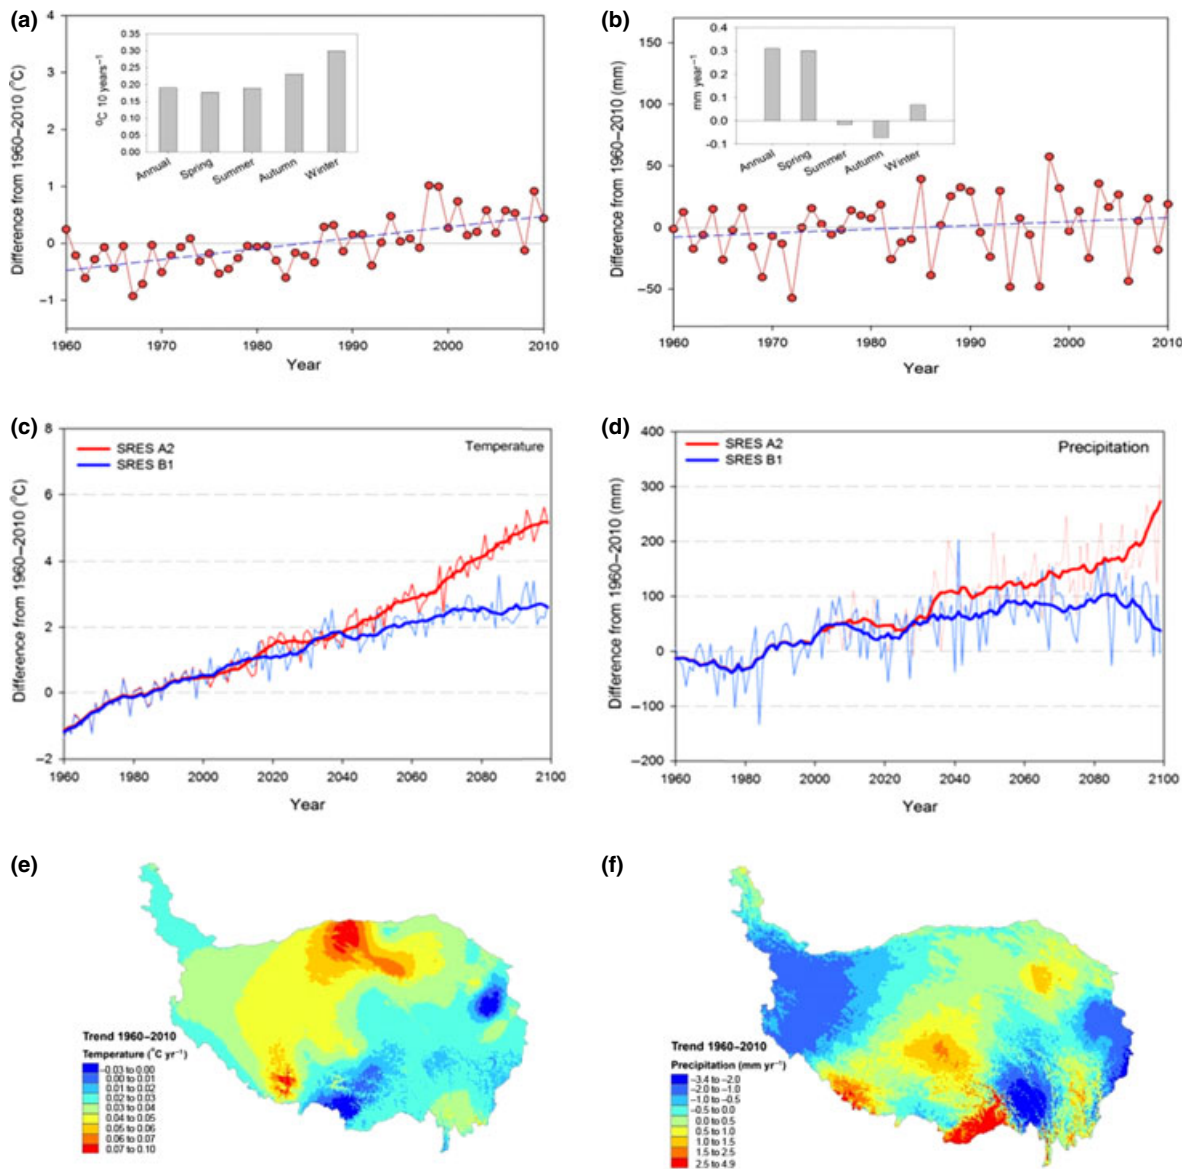 (a)
Difference from 1960–2010 (°C)
4
3
2
1
0
−1
1960 1970 1980 1990 2000 2010
Year
°C 10 years⁻¹
0.35
0.30
0.25
0.20
0.15
0.10
0.05
0.00
Annual Spring Summer Autumn Winter
(b)
Difference from 1960–2010 (mm)
150
100
50
0
−50
1960 1970 1980 1990 2000 2010
Year
mm year⁻¹
0.4
0.3
0.2
0.1
0.0
−0.1
Annual Spring Summer Autumn Winter
(c)
Difference from 1960–2010 (°C)
8
6
4
2
0
−2
SRES A2
SRES B1
Temperature
1960 1980 2000 2020 2040 2060 2080 2100
Year
(d)
Difference from 1960–2010 (mm)
400
300
200
100
0
−100
−200
SRES A2
SRES B1
Precipitation
1960 1980 2000 2020 2040 2060 2080 2100
Year
(e)
Trend 1960–2010
Temperature (°C yr⁻¹)
−0.03 to 0.00
0.00 to 0.01
0.01 to 0.02
0.02 to 0.03
0.03 to 0.04
0.04 to 0.05
0.05 to 0.06
0.06 to 0.07
0.07 to 0.10
(f)
Trend 1960–2010
Precipitation (mm yr⁻¹)
−3.4 to −2.0
−2.0 to −1.0
−1.0 to −0.5
−0.5 to 0.0
0.0 to 0.5
0.5 to 1.0
1.0 to 1.5
1.5 to 2.5
2.5 to 4.9